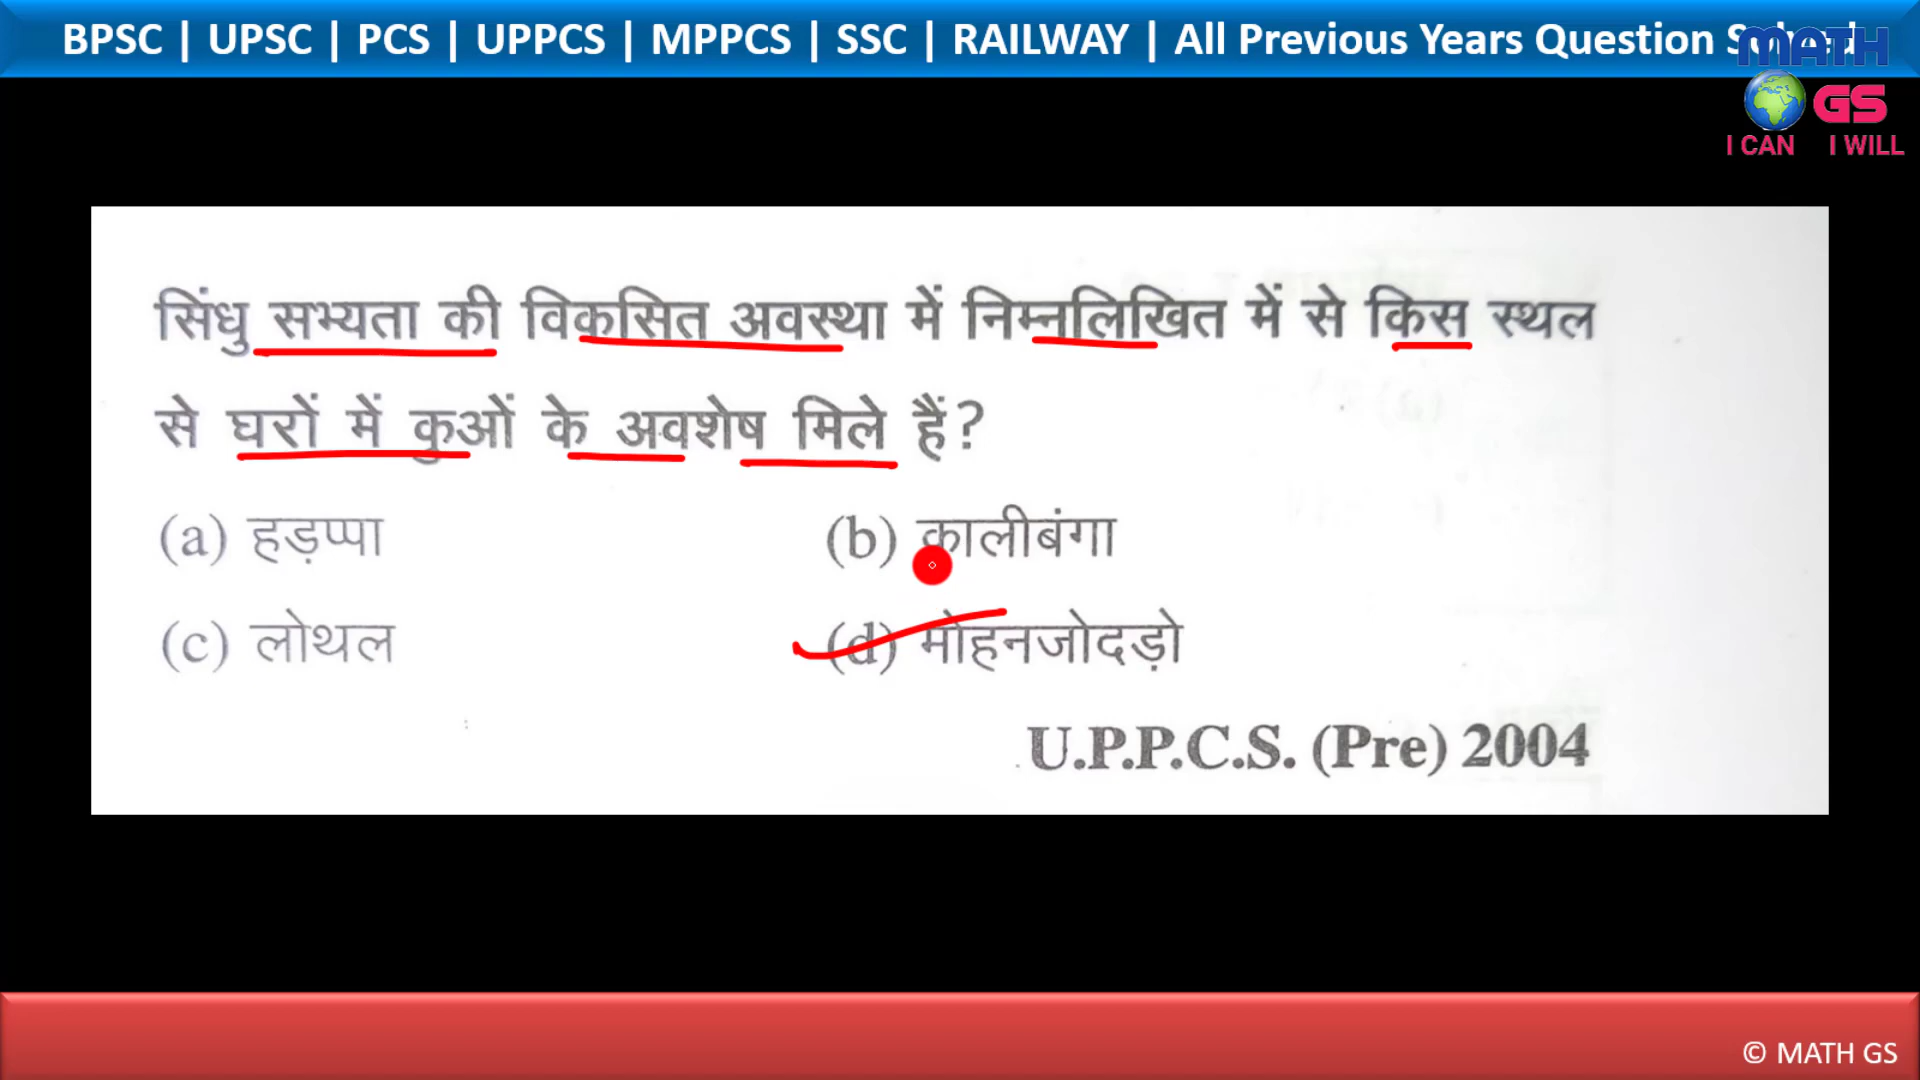 BPSC | UPSC | PCS | UPPCS | MPPCS | SSC | RAILWAY | All Previous Years Question
MATH
GS
I CAN I WILL
सिंधु सभ्यता की विकसित अवस्था में निम्नलिखित में से किस स्थल
से घरों में कुओं के अवशेष मिले हैं?
(a) हड़प्पा (b) कालीबंगा
(c) लोथल (d) मोहनजोदड़ो
U.P.P.C.S. (Pre) 2004
© MATH GS